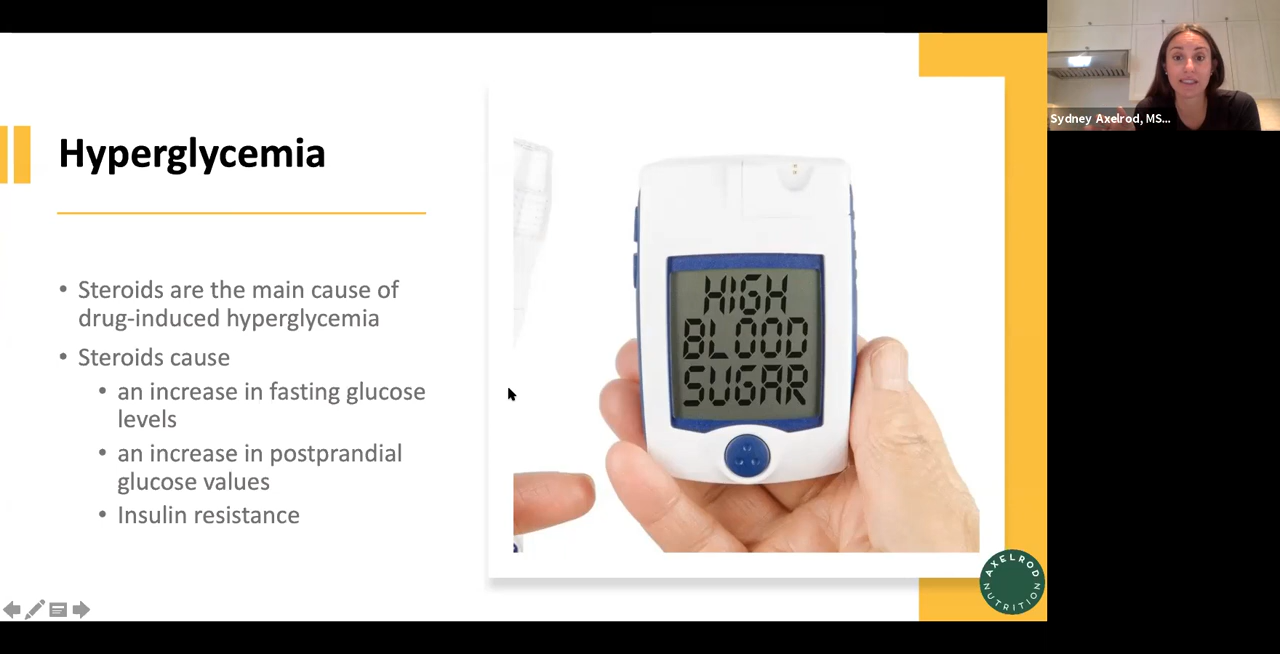 Hyperglycemia
• Steroids are the main cause of
drug-induced hyperglycemia
• Steroids cause
• an increase in fasting glucose
levels
• an increase in postprandial
glucose values
• Insulin resistance
HIGH
BLOOD
SUGAR
AXELROD
NUTRITION
Sydney Axelrod, MS...